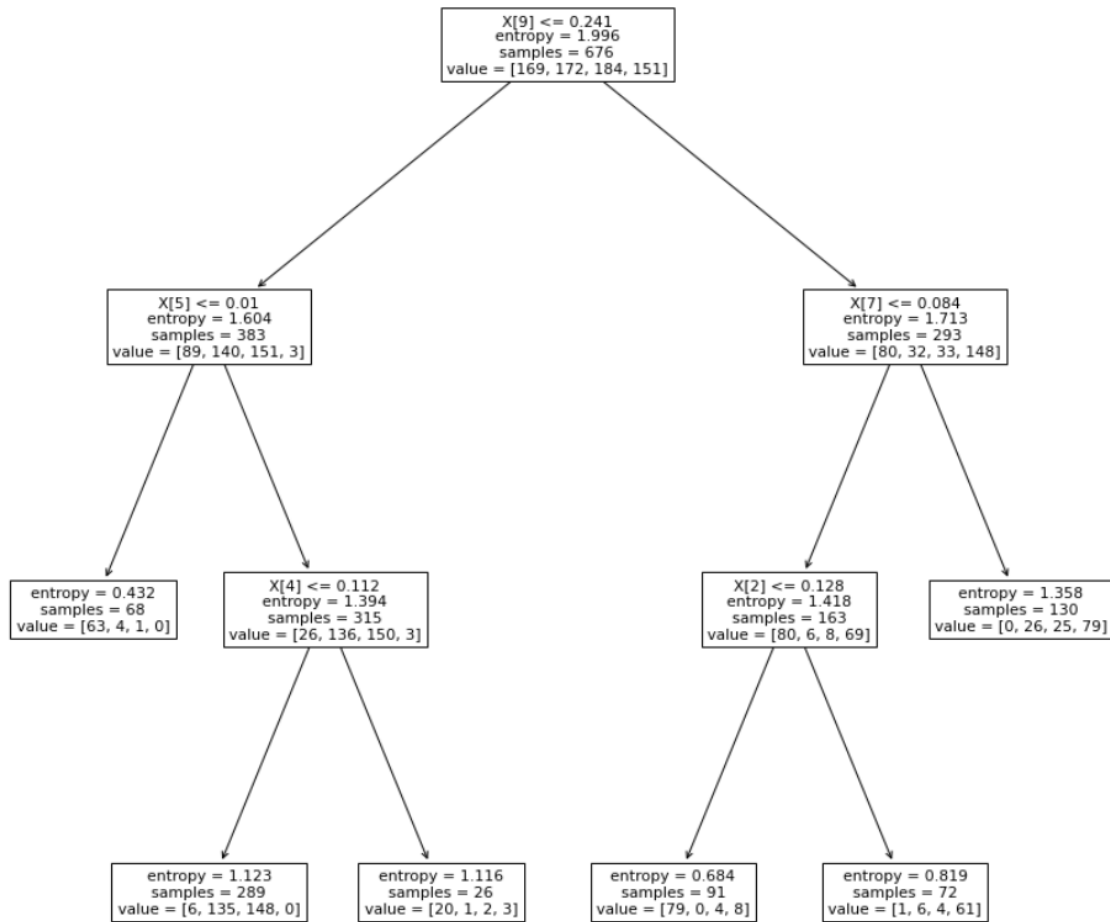 X[9] <= 0.241
entropy = 1.996
samples = 676
value = [169, 172, 184, 151]
X[5] <= 0.01
entropy = 1.604
samples = 383
value = [89, 140, 151, 3]
X[7] <= 0.084
entropy = 1.713
samples = 293
value = [80, 32, 33, 148]
entropy = 0.432
samples = 68
value = [63, 4, 1, 0]
X[4] <= 0.112
entropy = 1.394
samples = 315
value = [26, 136, 150, 3]
X[2] <= 0.128
entropy = 1.418
samples = 163
value = [80, 6, 8, 69]
entropy = 1.358
samples = 130
value = [0, 26, 25, 79]
entropy = 1.123
samples = 289
value = [6, 135, 148, 0]
entropy = 1.116
samples = 26
value = [20, 1, 2, 3]
entropy = 0.684
samples = 91
value = [79, 0, 4, 8]
entropy = 0.819
samples = 72
value = [1, 6, 4, 61]